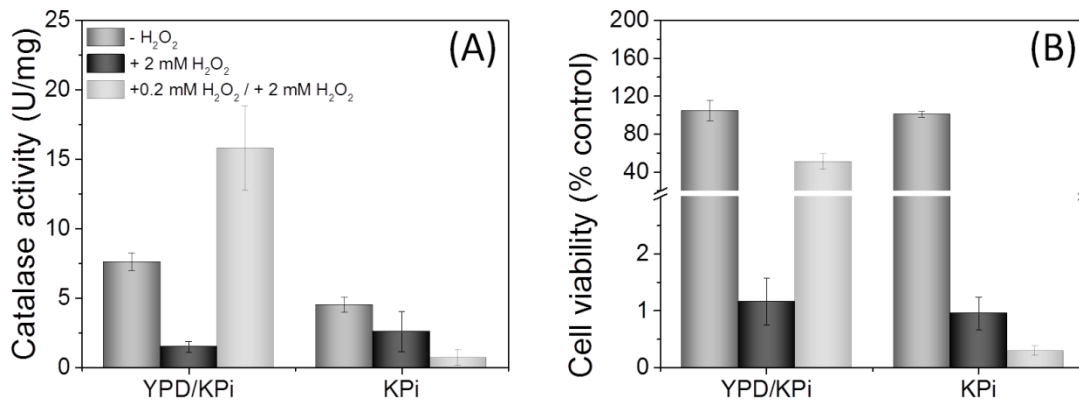 25
20
15
10
5
0
Catalase activity (U/mg)
- H₂O₂
+ 2 mM H₂O₂
+0.2 mM H₂O₂ / + 2 mM H₂O₂
(A)
YPD/KPi
KPi
200
160
120
80
40
2
1
0
Cell viability (% control)
(B)
YPD/KPi
KPi